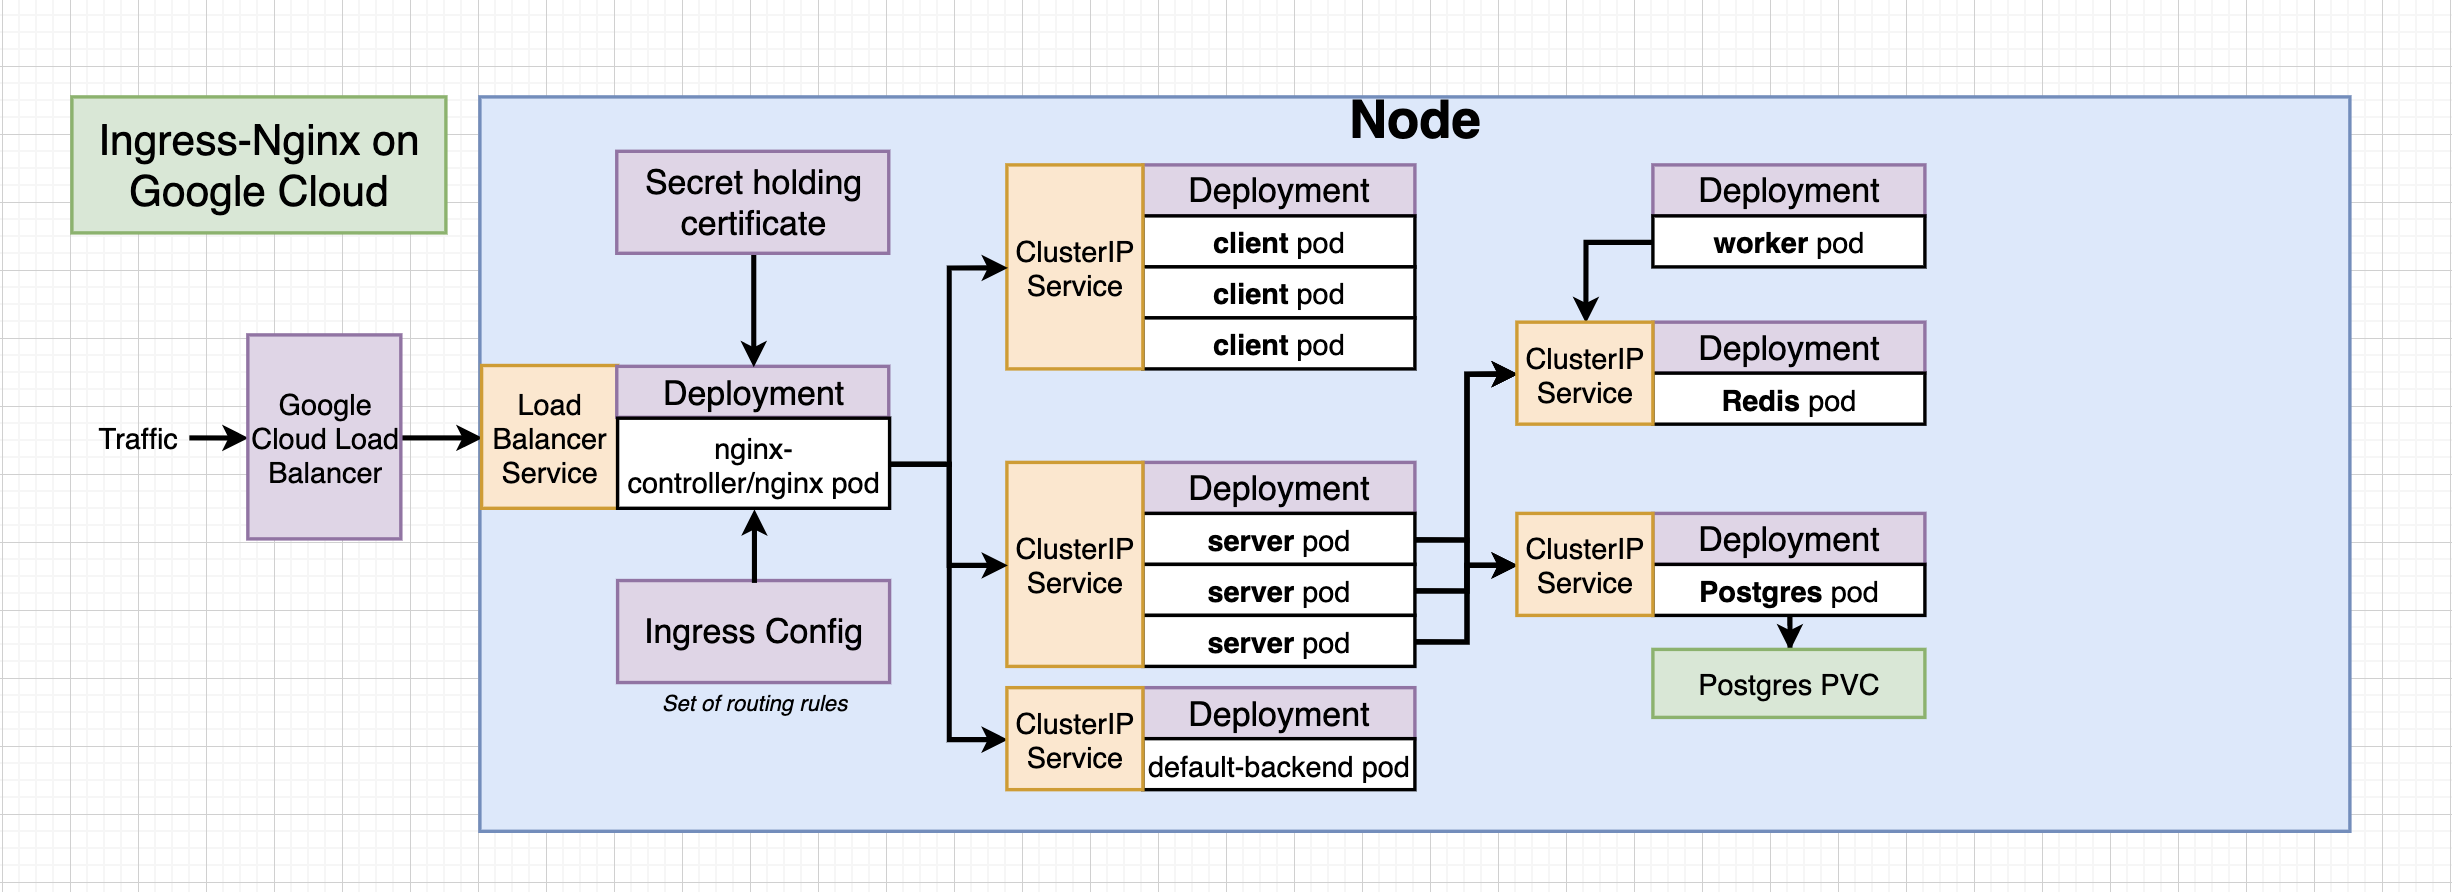 Ingress-Nginx on
Google Cloud
Node
Traffic
Google
Cloud Load
Balancer
Load
Balancer
Service
Secret holding
certificate
Deployment
nginx-
controller/nginx pod
Ingress Config
Set of routing rules
ClusterIP
Service
Deployment
client pod
client pod
client pod
ClusterIP
Service
Deployment
server pod
server pod
server pod
ClusterIP
Service
Deployment
default-backend pod
Deployment
worker pod
ClusterIP
Service
Deployment
Redis pod
ClusterIP
Service
Deployment
Postgres pod
Postgres PVC